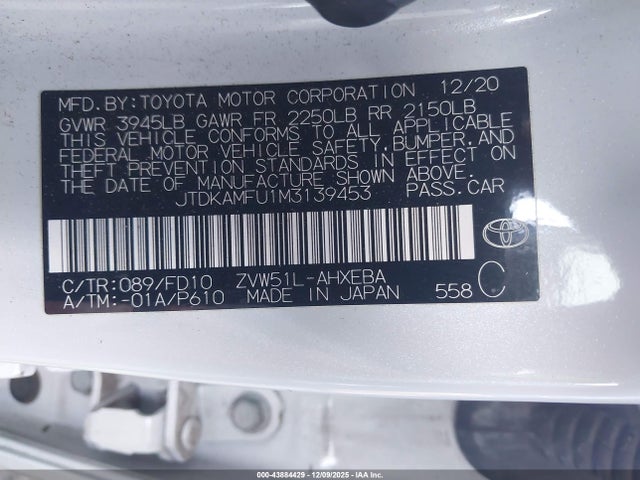 MFD.BY:TOYOTA MOTOR CORPORATION 12/20
GVWR 3945LB GAWR FR 2250LB RR 2150LB
THIS VEHICLE CONFORMS TO ALL APPLICABLE
FEDERAL MOTOR VEHICLE SAFETY,BUMPER,AND
THEFT PREVENTION STANDARDS IN EFFECT ON
THE DATE OF MANUFACTURE SHOWN ABOVE.
JTDKAMFU1M3139453 PASS.CAR
C/TR:089/FD10 ZVW51L-AHXEBA
A/TM:-01A/P610 MADE IN JAPAN 558 C
000-43884429 - 12/09/2025 - IAAI.COM